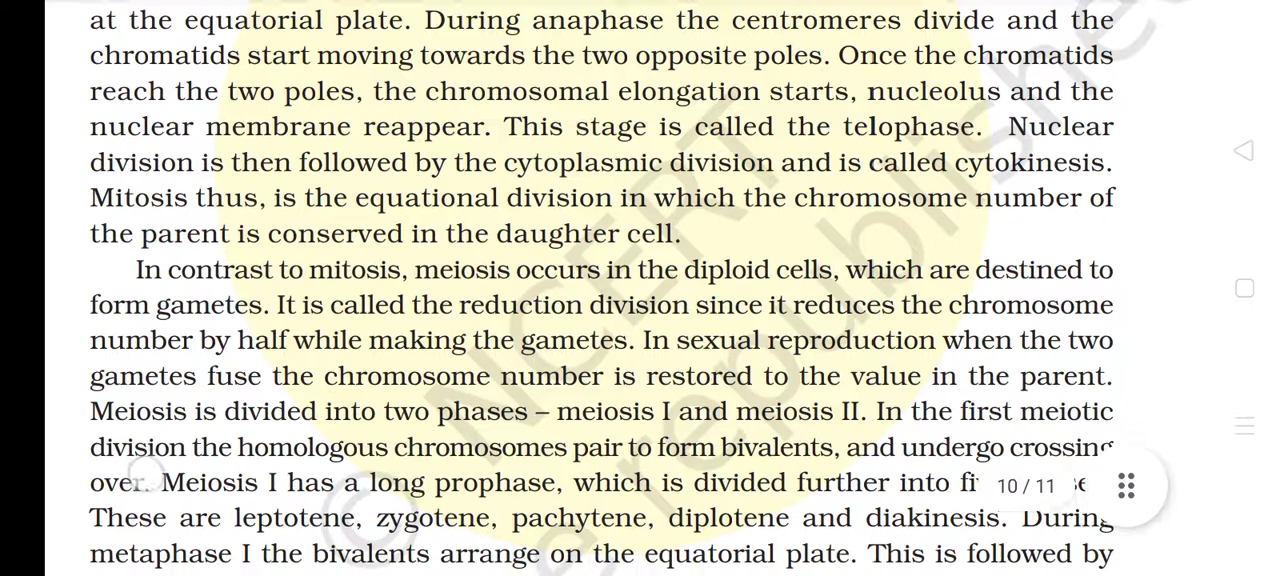 at the equatorial plate. During anaphase the centromeres divide and the
chromatids start moving towards the two opposite poles. Once the chromatids
reach the two poles, the chromosomal elongation starts, nucleolus and the
nuclear membrane reappear. This stage is called the telophase. Nuclear
division is then followed by the cytoplasmic division and is called cytokinesis.
Mitosis thus, is the equational division in which the chromosome number of
the parent is conserved in the daughter cell.
In contrast to mitosis, meiosis occurs in the diploid cells, which are destined to
form gametes. It is called the reduction division since it reduces the chromosome
number by half while making the gametes. In sexual reproduction when the two
gametes fuse the chromosome number is restored to the value in the parent.
Meiosis is divided into two phases – meiosis I and meiosis II. In the first meiotic
division the homologous chromosomes pair to form bivalents, and undergo crossing
over. Meiosis I has a long prophase, which is divided further into
10/11
These are leptotene, zygotene, pachytene, diplotene and diakinesis. During
metaphase I the bivalents arrange on the equatorial plate. This is followed by
© NCERT
republished